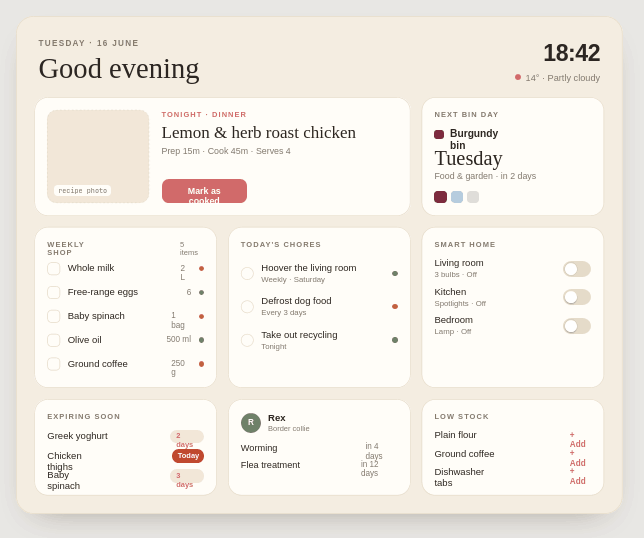 TUESDAY · 16 JUNE
Good evening
18:42
14° · Partly cloudy
recipe photo
TONIGHT · DINNER
Lemon & herb roast chicken
Prep 15m · Cook 45m · Serves 4
Mark as
cooked
NEXT BIN DAY
Burgundy
bin
Tuesday
Food & garden · in 2 days
WEEKLY
SHOP
5
items
Whole milk
2
L
Free-range eggs
6
Baby spinach
1
bag
Olive oil
500 ml
Ground coffee
250
g
TODAY'S CHORES
Hoover the living room
Weekly · Saturday
Defrost dog food
Every 3 days
Take out recycling
Tonight
SMART HOME
Living room
3 bulbs · Off
Kitchen
Spotlights · Off
Bedroom
Lamp · Off
EXPIRING SOON
Greek yoghurt
2
days
Chicken
thighs
Today
Baby
spinach
3
days
R
Rex
Border collie
Worming
in 4
days
Flea treatment
in 12
days
LOW STOCK
Plain flour
+
Add
Ground coffee
+
Add
Dishwasher
tabs
+
Add